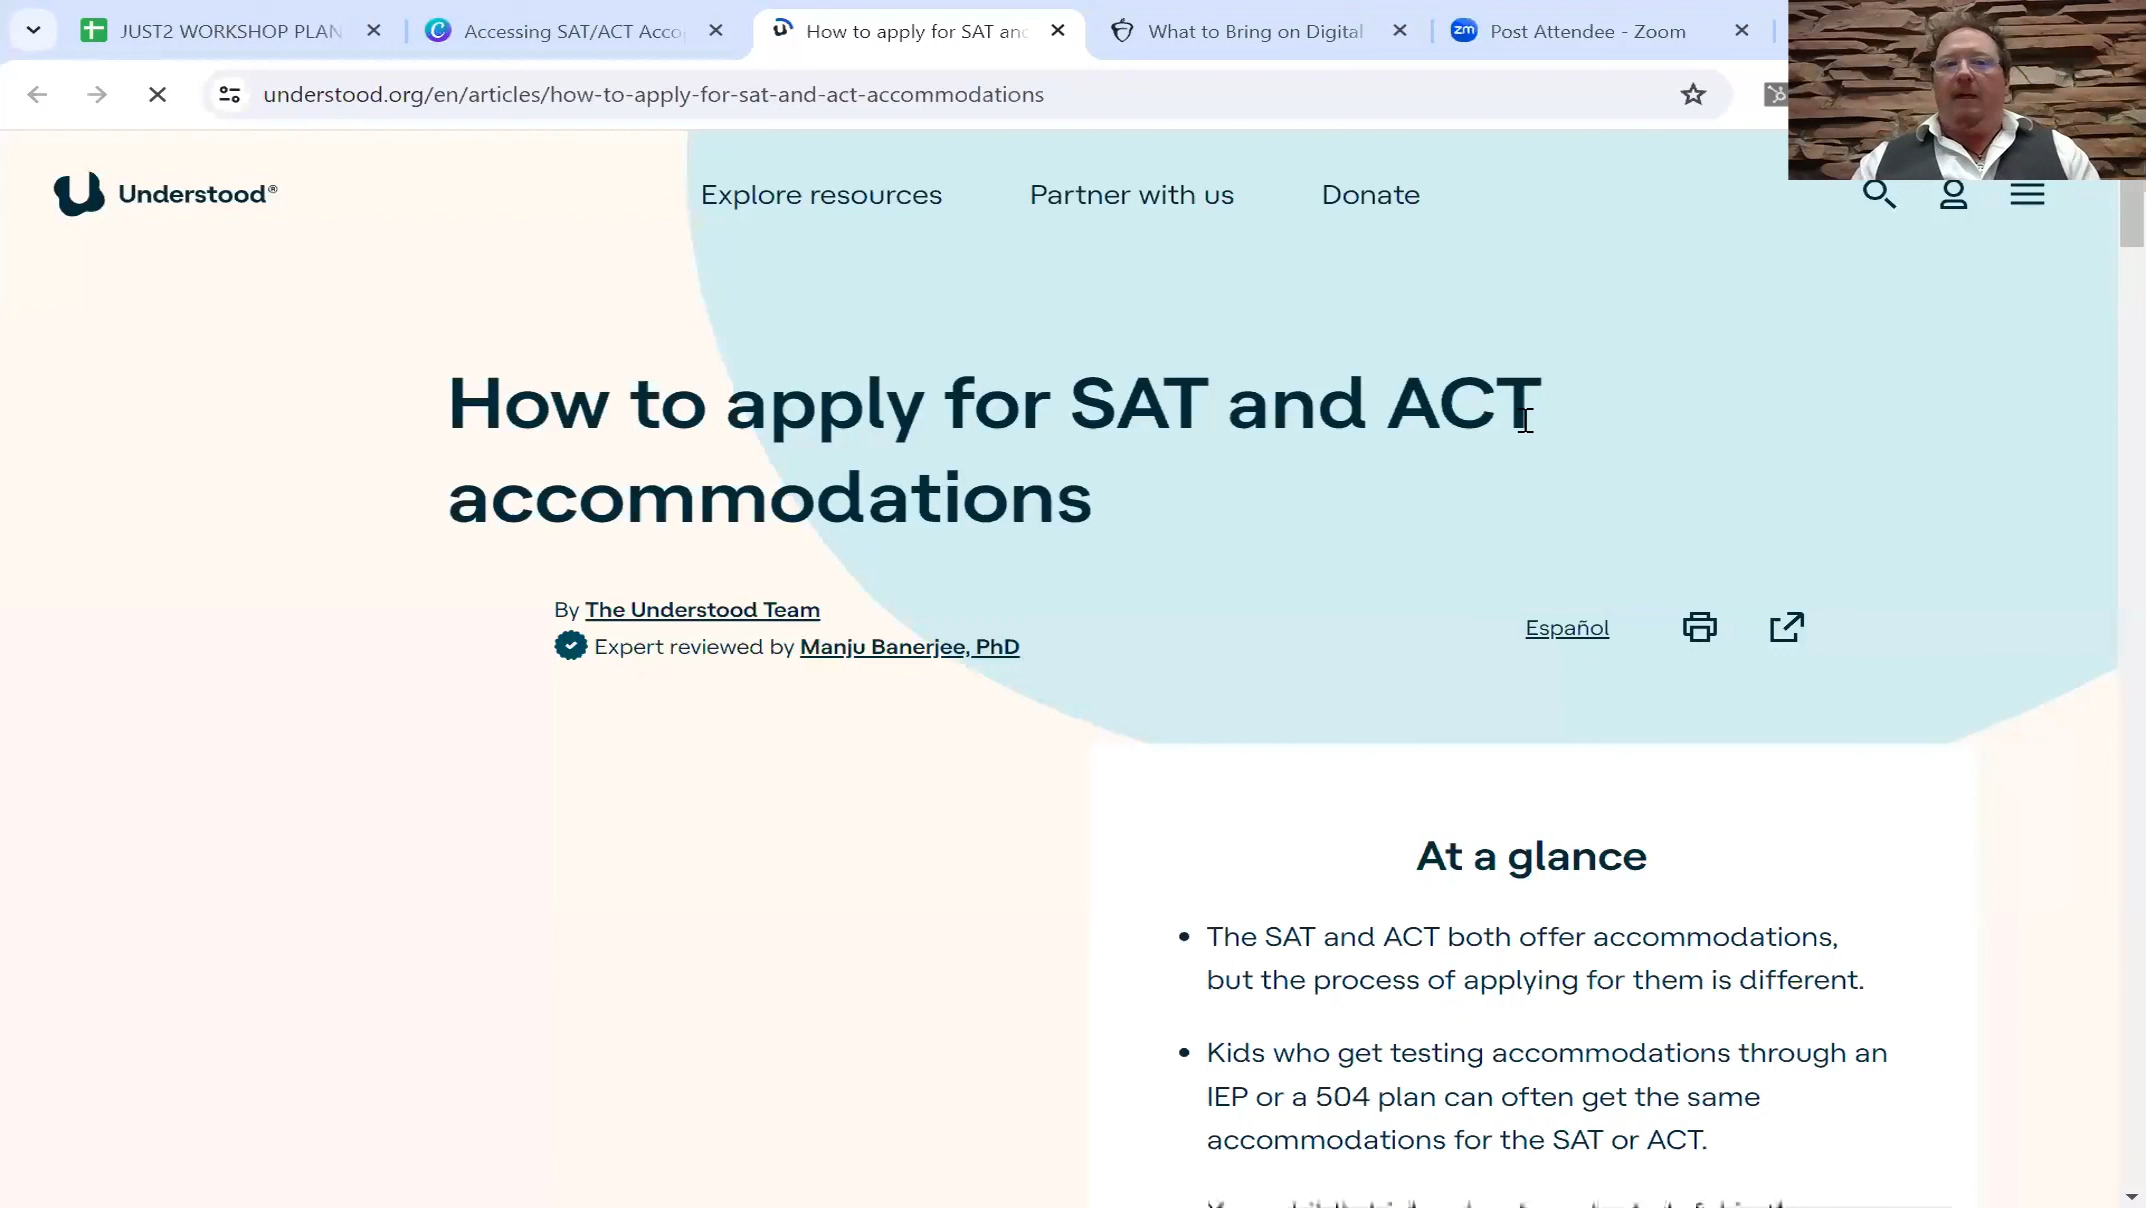 JUST2 WORKSHOP PLAN
Accessing SAT/ACT Acco
How to apply for SAT and
What to Bring on Digital
zm
Post Attendee - Zoom
understood.org/en/articles/how-to-apply-for-sat-and-act-accommodations
Understood®
Explore resources
Partner with us
Donate
How to apply for SAT and ACT
accommodations
By The Understood Team
Expert reviewed by Manju Banerjee, PhD
Español
At a glance
• The SAT and ACT both offer accommodations,
but the process of applying for them is different.
• Kids who get testing accommodations through an
IEP or a 504 plan can often get the same
accommodations for the SAT or ACT.